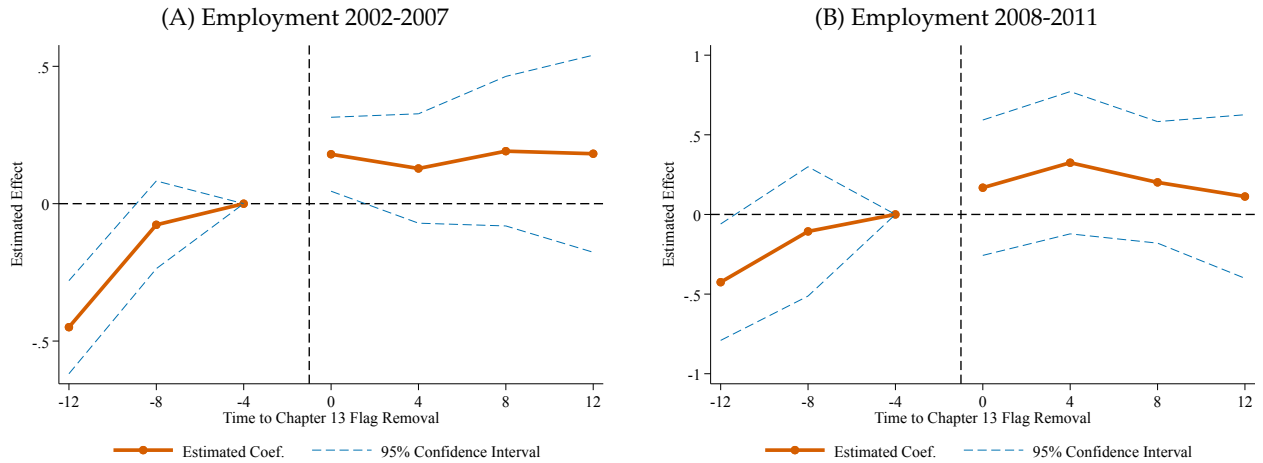 (A) Employment 2002-2007
.5
0
-.5
Estimated Effect
-12
-8
-4
0
4
8
12
Time to Chapter 13 Flag Removal
Estimated Coef.
95% Confidence Interval
(B) Employment 2008-2011
1
.5
0
-.5
-1
Estimated Effect
-12
-8
-4
0
4
8
12
Time to Chapter 13 Flag Removal
Estimated Coef.
95% Confidence Interval